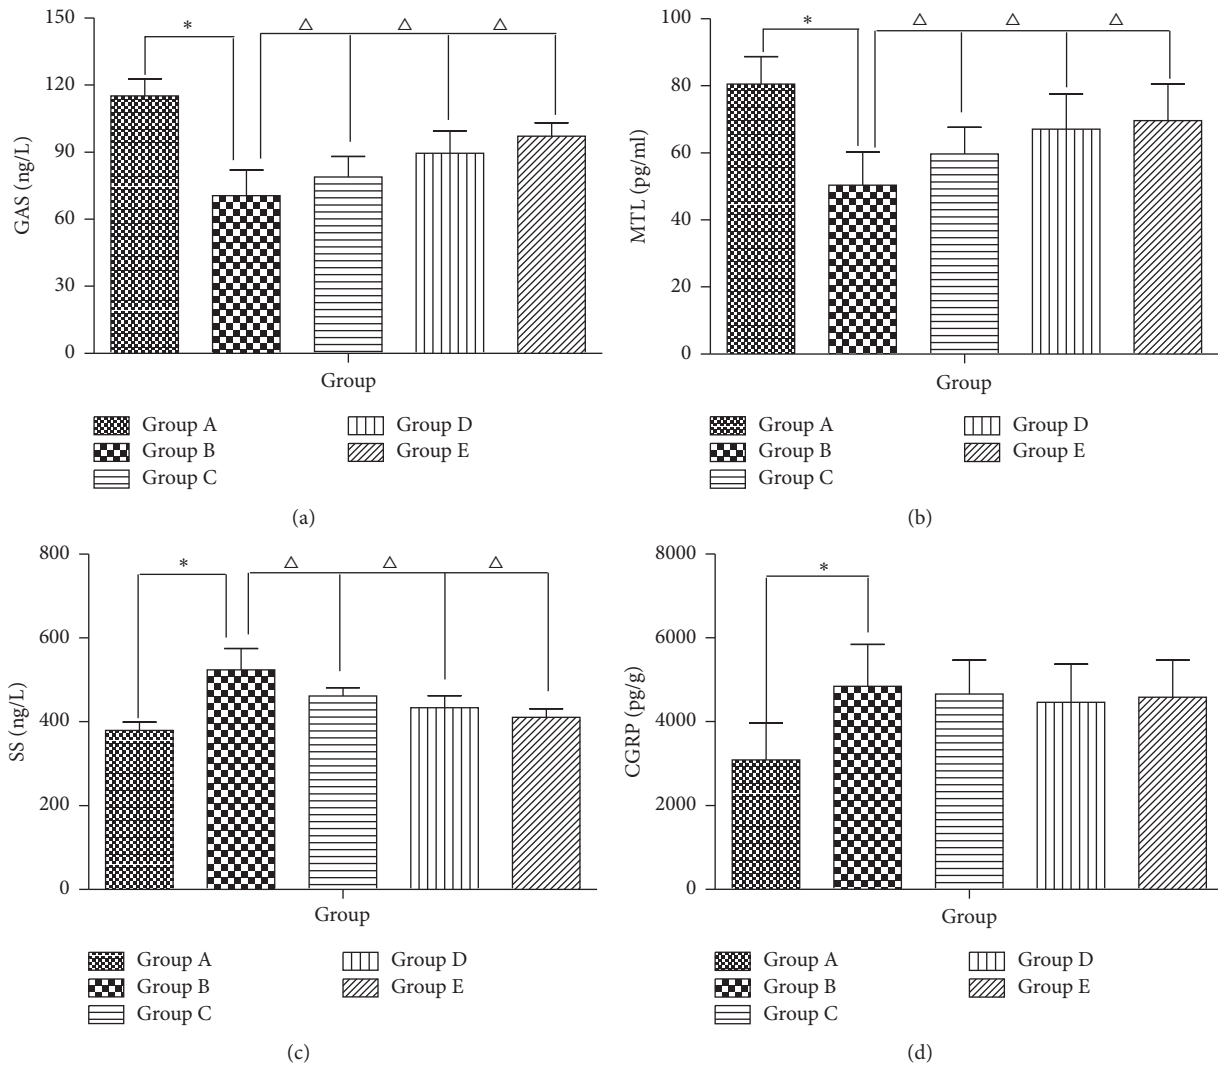 150
120
90
60
30
0
GAS (ng/L)
* △ △ △
Group
Group A
Group B
Group C
Group D
Group E
(a)
100
80
60
40
20
0
MTL (pg/ml)
* △ △ △
Group
Group A
Group B
Group C
Group D
Group E
(b)
800
600
400
200
0
SS (ng/L)
* △ △ △
Group
Group A
Group B
Group C
Group D
Group E
(c)
8000
6000
4000
2000
0
CGRP (pg/g)
*
Group
Group A
Group B
Group C
Group D
Group E
(d)